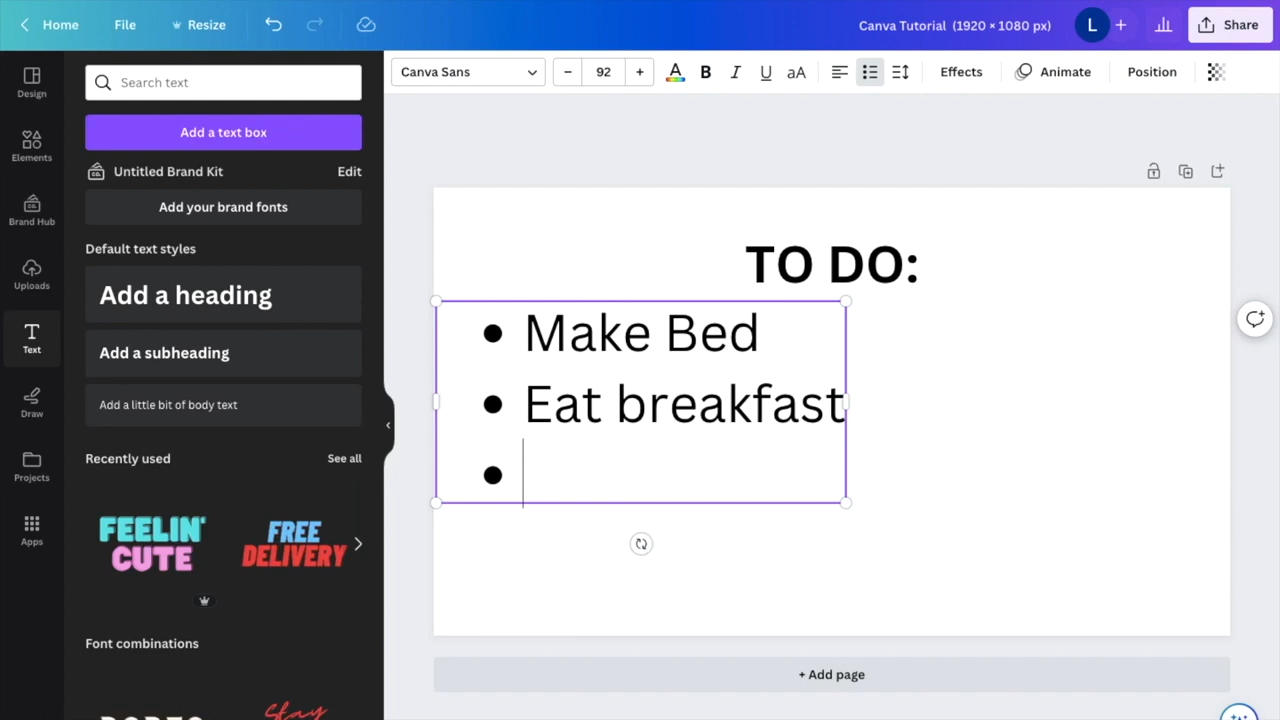 Home File Resize Canva Tutorial (1920 × 1080 px) L + Share
Canva Sans – 92 + A B I U aA Effects Animate Position
Search text
Add a text box
Untitled Brand Kit Edit
Add your brand fonts
Default text styles
Add a heading
Add a subheading
Add a little bit of body text
Recently used See all
FEELIN' CUTE
FREE DELIVERY
Font combinations
Design
Elements
CO.
Brand Hub
Uploads
T
Text
Draw
Projects
Apps
TO DO:
• Make Bed
• Eat breakfast
•
+ Add page